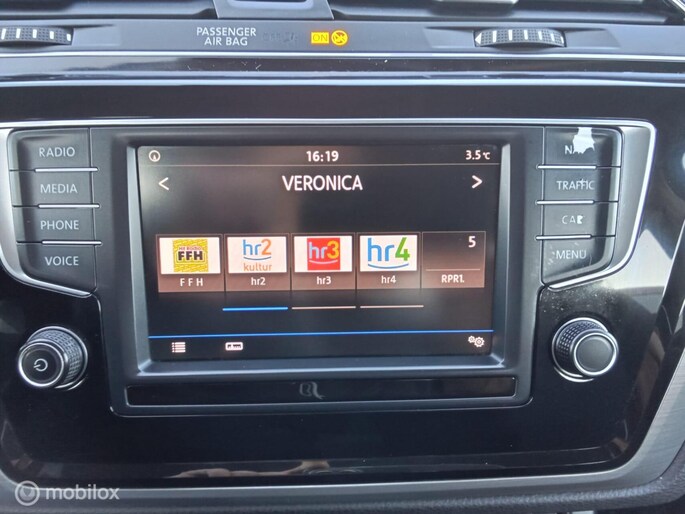 PASSENGER
AIR BAG
ON
RADIO
MEDIA
PHONE
VOICE
16:19
3.5°C
< VERONICA >
FFH
hr2
kultur
hr3
hr4
5
FFH
hr2
hr3
hr4
RPR1.
NAV
TRAFFIC
CAR
MENU
mobilox